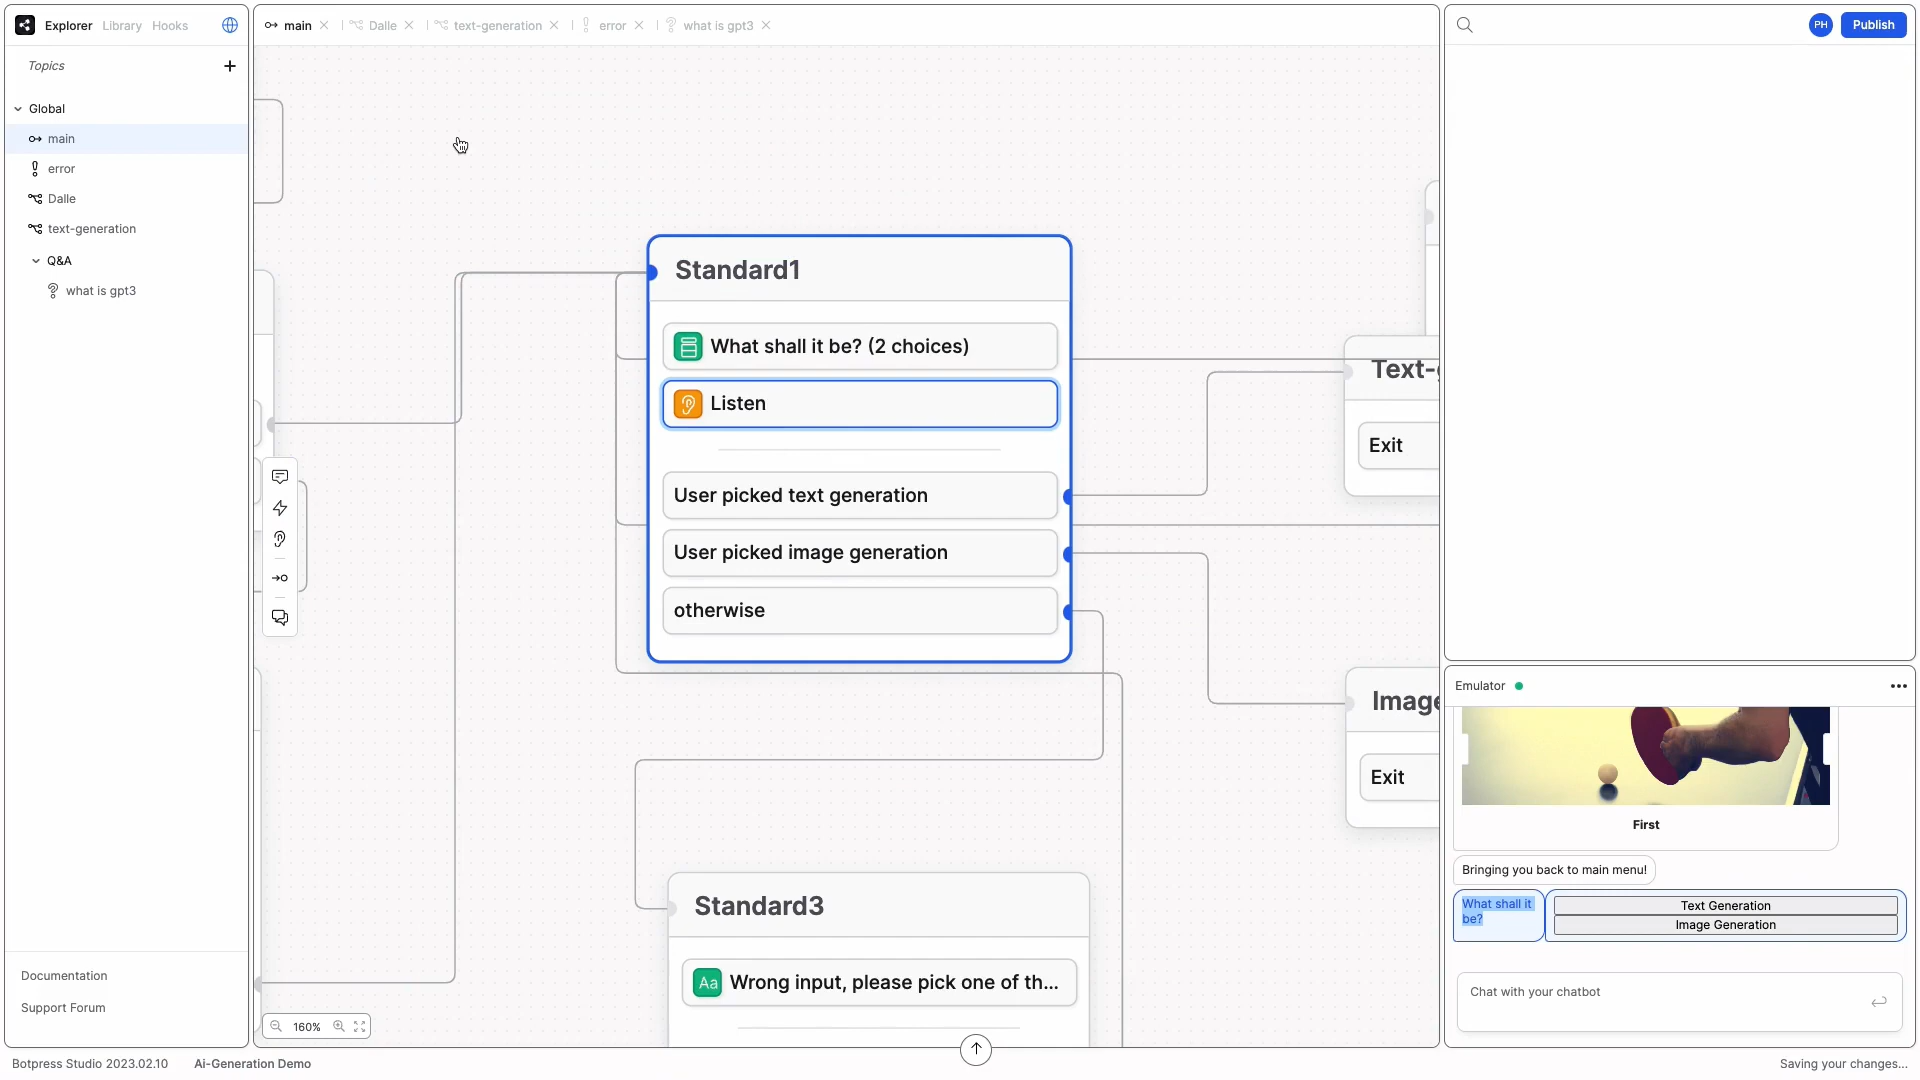 Explorer Library Hooks
Topics
Global
main
error
Dalle
text-generation
Q&A
what is gpt3
Documentation
Support Forum
main
Dalle
text-generation
error
what is gpt3
Standard1
What shall it be? (2 choices)
Listen
User picked text generation
User picked image generation
otherwise
Text-g
Exit
Image
Exit
Standard3
Aa Wrong input, please pick one of th...
160%
PH
Publish
Emulator
First
Bringing you back to main menu!
What shall it
be?
Text Generation
Image Generation
Chat with your chatbot
Botpress Studio 2023.02.10
Ai-Generation Demo
Saving your changes...